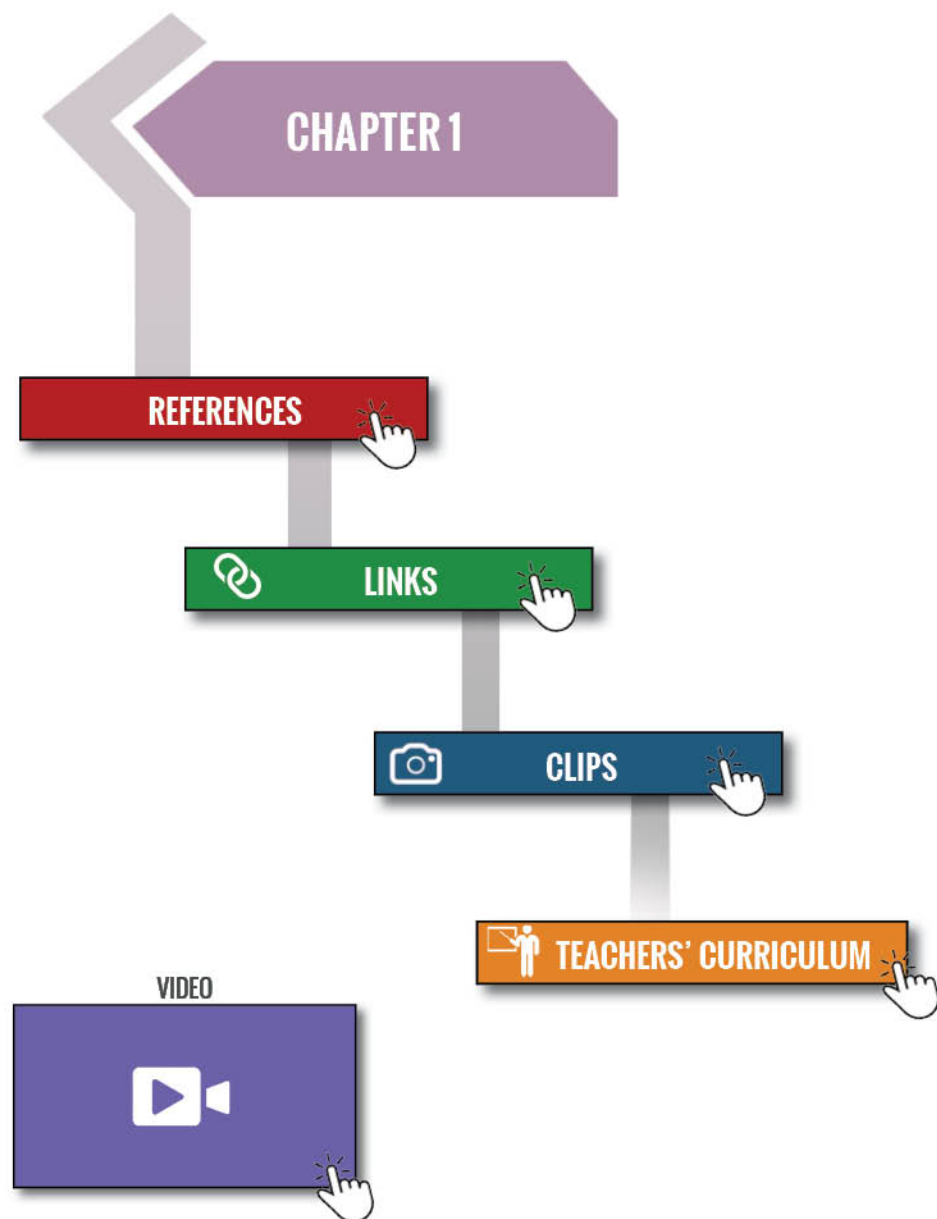 CHAPTER 1
REFERENCES
LINKS
CLIPS
TEACHERS’ CURRICULUM
VIDEO